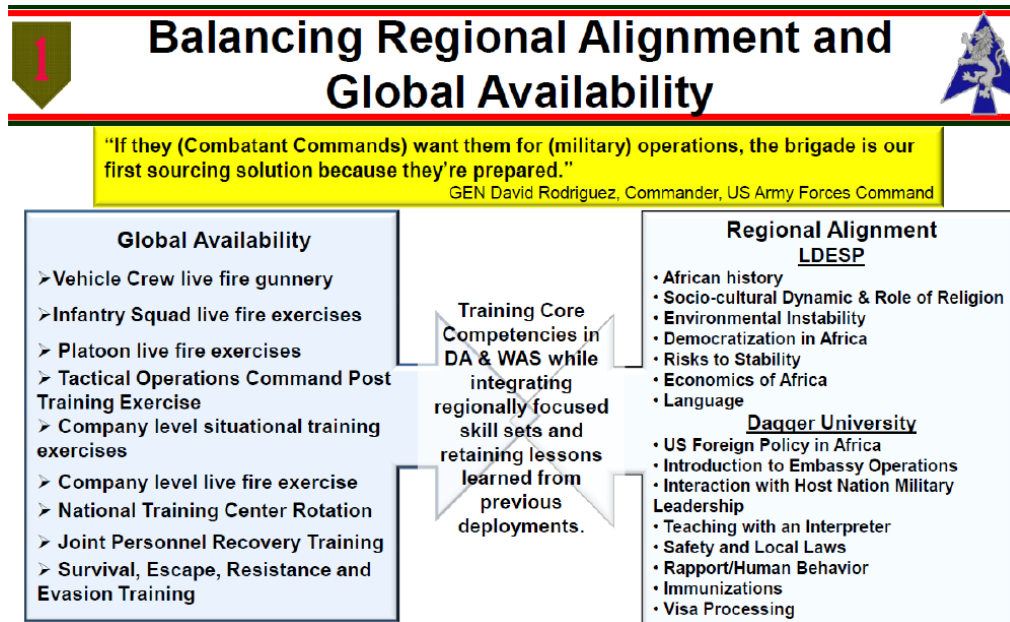 1
Balancing Regional Alignment and
Global Availability
“If they (Combatant Commands) want them for (military) operations, the brigade is our
first sourcing solution because they’re prepared.”
GEN David Rodriguez, Commander, US Army Forces Command
Global Availability
➢Vehicle Crew live fire gunnery
➢Infantry Squad live fire exercises
➢ Platoon live fire exercises
➢ Tactical Operations Command Post
Training Exercise
➢ Company level situational training
exercises
➢ Company level live fire exercise
➢ National Training Center Rotation
➢ Joint Personnel Recovery Training
➢ Survival, Escape, Resistance and
Evasion Training
Training Core
Competencies in
DA & WAS while
integrating
regionally focused
skill sets and
retaining lessons
learned from
previous
deployments.
Regional Alignment
LDESP
• African history
• Socio-cultural Dynamic & Role of Religion
• Environmental Instability
• Democratization in Africa
• Risks to Stability
• Economics of Africa
• Language
Dagger University
• US Foreign Policy in Africa
• Introduction to Embassy Operations
• Interaction with Host Nation Military
Leadership
• Teaching with an Interpreter
• Safety and Local Laws
• Rapport/Human Behavior
• Immunizations
• Visa Processing